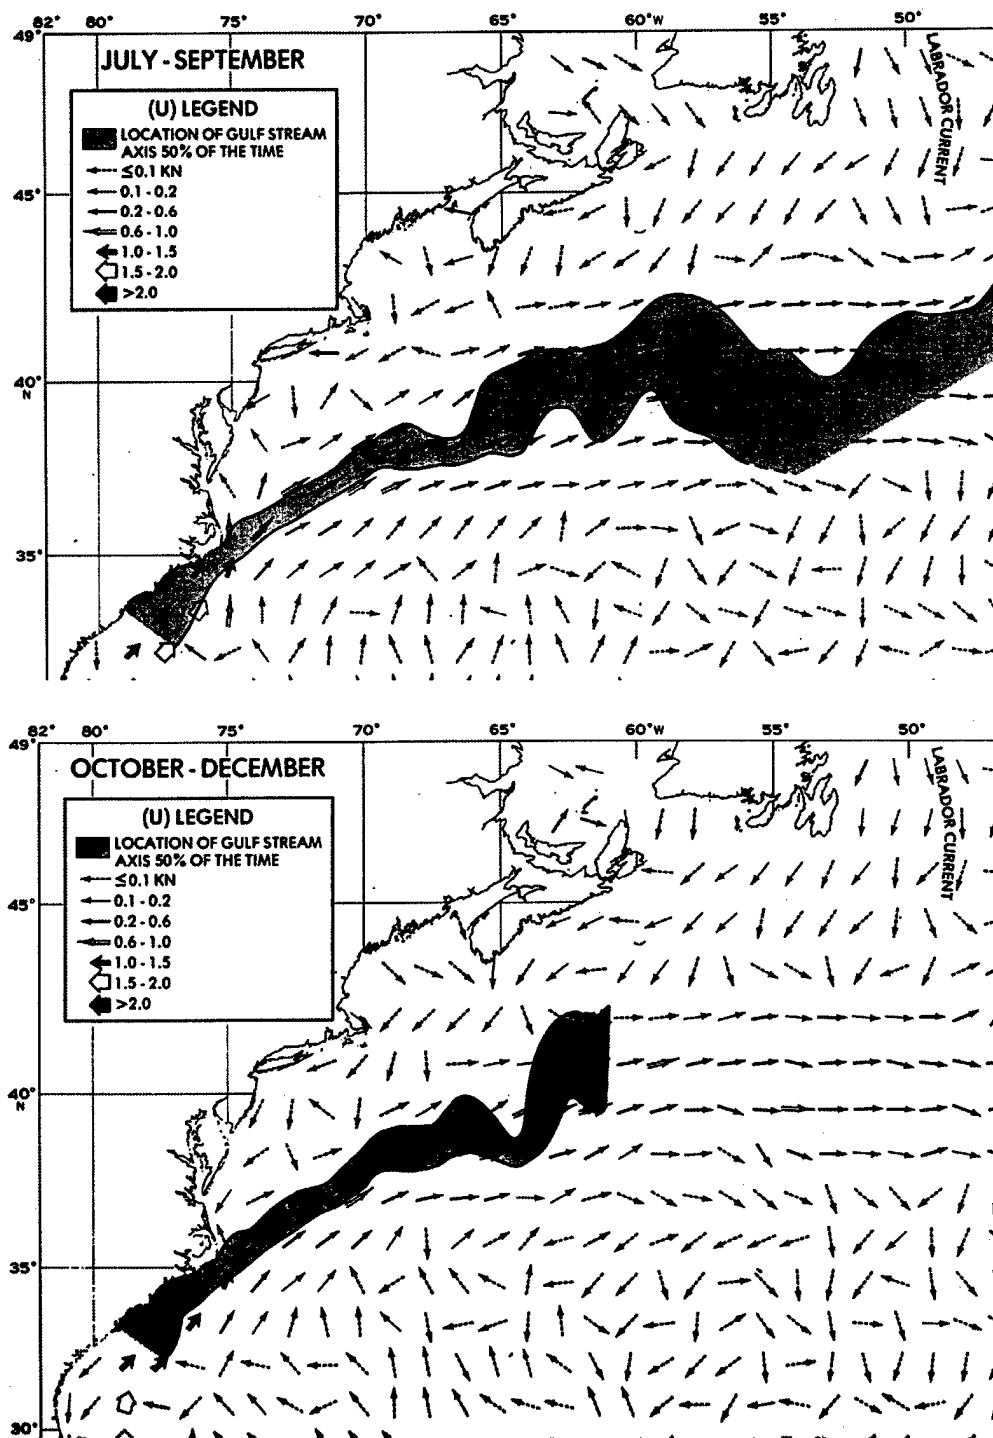 82° 80° 75° 70° 65° 60°W 55° 50°
49°
JULY - SEPTEMBER
(U) LEGEND
LOCATION OF GULF STREAM
AXIS 50% OF THE TIME
≤0.1 KN
0.1 - 0.2
0.2 - 0.6
0.6 - 1.0
1.0 - 1.5
1.5 - 2.0
>2.0
LABRADOR CURRENT
45°
40°
N
35°
82° 80° 75° 70° 65° 60°W 55° 50°
49°
OCTOBER - DECEMBER
(U) LEGEND
LOCATION OF GULF STREAM
AXIS 50% OF THE TIME
≤0.1 KN
0.1 - 0.2
0.2 - 0.6
0.6 - 1.0
1.0 - 1.5
1.5 - 2.0
>2.0
LABRADOR CURRENT
45°
40°
N
35°
30°